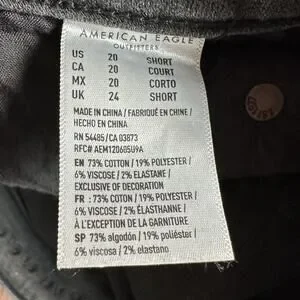 AMERICAN EAGLE
OUTFITTERS
US 20 SHORT
CA 20 COURT
MX 20 CORTO
UK 24 SHORT
MADE IN CHINA / FABRIQUÉ EN CHINE /
HECHO EN CHINA
RN 54485 / CA 03873
RFC# AEM120605U9A
EN 73% COTTON / 19% POLYESTER /
6% VISCOSE / 2% ELASTANE /
EXCLUSIVE OF DECORATION
FR : 73% COTON / 19% POLYESTER /
6% VISCOSE / 2% ÉLASTHANNE /
À L'EXCEPTION DE LA GARNITURE
SP 73% algodón / 19% poliéster /
6% viscosa / 2% elastano